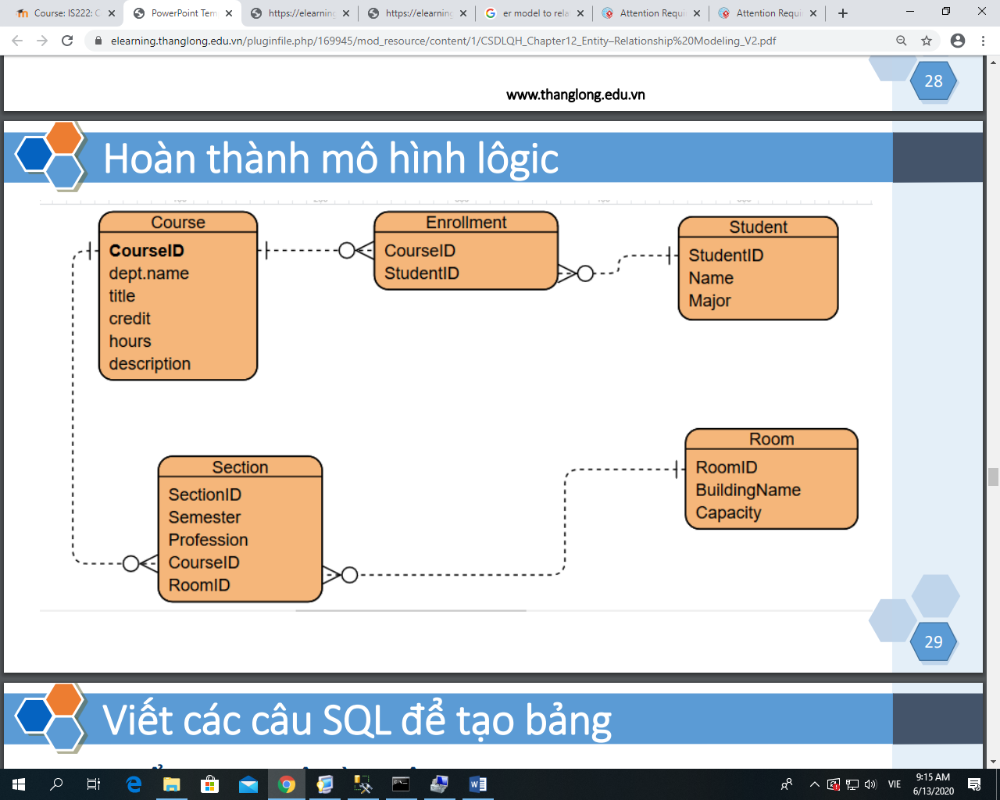 Course: IS222: C
PowerPoint Tem
https://elearning
https://elearning
er model to rela
Attention Requi
Attention Requi
elearning.thanglong.edu.vn/pluginfile.php/169945/mod_resource/content/1/CSDLQH_Chapter12_Entity–Relationship%20Modeling_V2.pdf
28
www.thanglong.edu.vn
Hoàn thành mô hình lôgic
Course
CourseID
dept.name
title
credit
hours
description
Enrollment
CourseID
StudentID
Student
StudentID
Name
Major
Section
SectionID
Semester
Profession
CourseID
RoomID
Room
RoomID
BuildingName
Capacity
29
Viết các câu SQL để tạo bảng
VIE
9:15 AM
6/13/2020